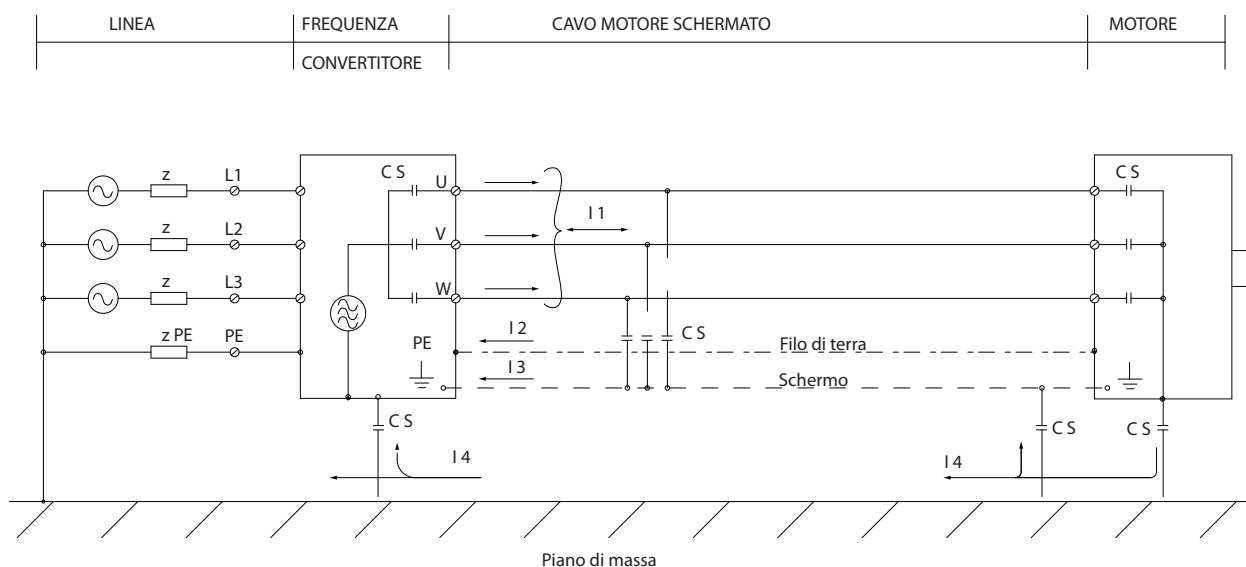 LINEA
FREQUENZA
CONVERTITORE
CAVO MOTORE SCHERMATO
MOTORE
z
L1
C S
U
C S
I 1
z
L2
V
z
L3
W
C S
z PE
PE
PE
I 2
Filo di terra
I 3
Schermo
C S
C S
C S
I 4
I 4
Piano di massa